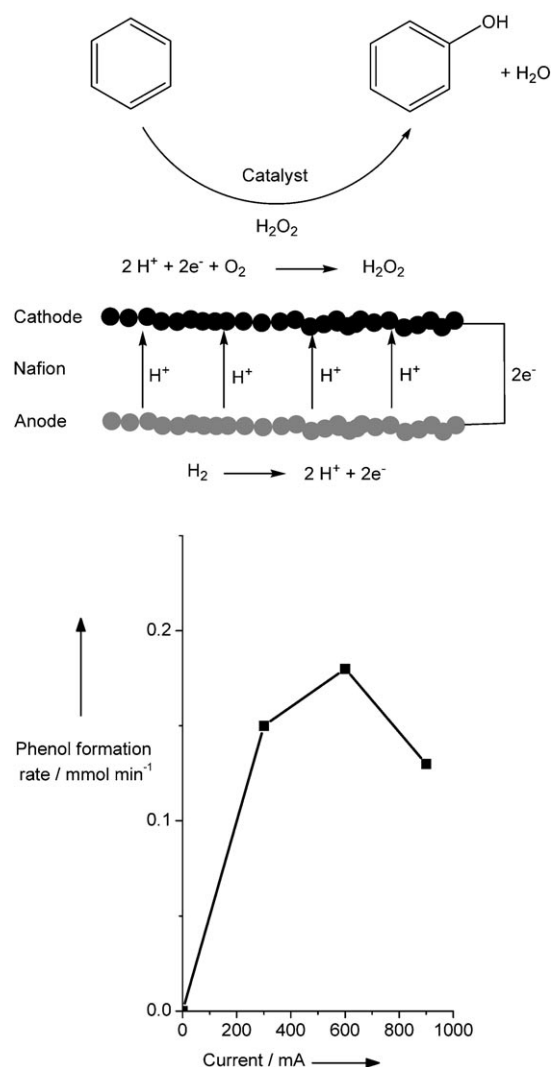 OH
+ H₂O
Catalyst
H₂O₂
2 H⁺ + 2e⁻ + O₂ ⟶ H₂O₂
Cathode
Nafion
H⁺ H⁺ H⁺ H⁺
2e⁻
Anode
H₂ ⟶ 2 H⁺ + 2e⁻
0.2
Phenol formation
rate / mmol min⁻¹
0.1
0.0
0 200 400 600 800 1000
Current / mA